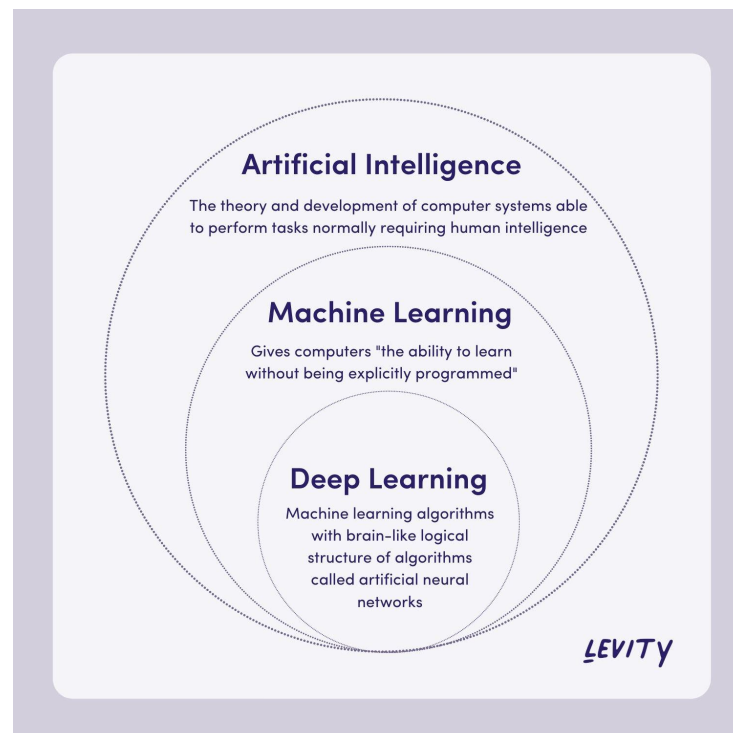 Artificial Intelligence
The theory and development of computer systems able
to perform tasks normally requiring human intelligence
Machine Learning
Gives computers "the ability to learn
without being explicitly programmed"
Deep Learning
Machine learning algorithms
with brain-like logical
structure of algorithms
called artificial neural
networks
LEVITY